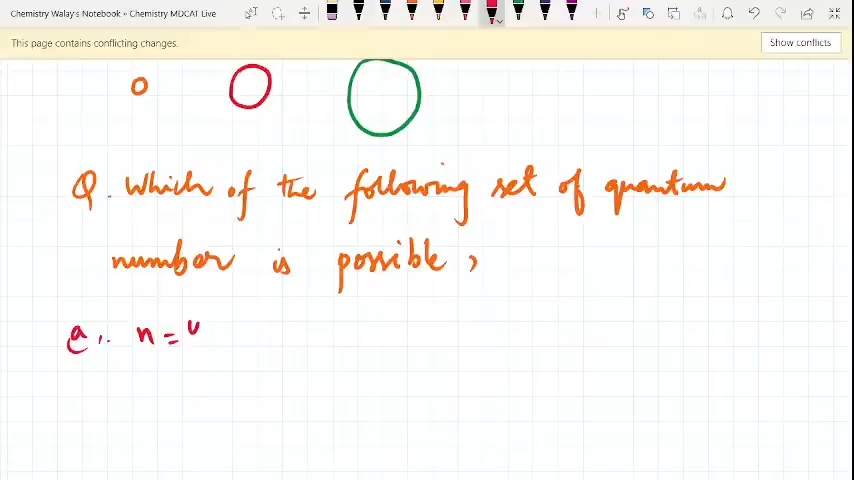 Chemistry Walay's Notebook » Chemistry MDCAT Live
This page contains conflicting changes.
Show conflicts
Q. Which of the following set of quantum
number is possible,
a. n =